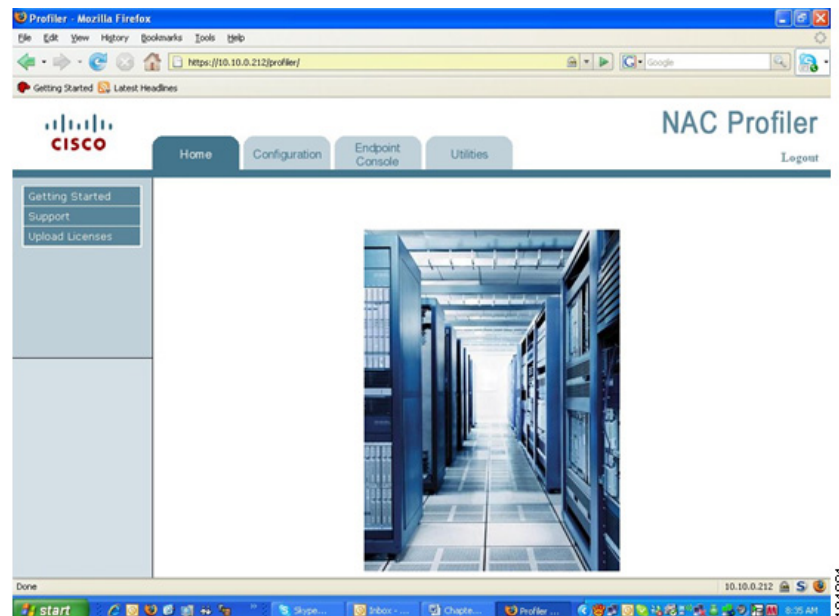 Profiler - Mozilla Firefox
File Edit View History Bookmarks Tools Help
https://10.10.0.212/profiler/
Google
Getting Started Latest Headlines
CISCO
NAC Profiler
Home Configuration Endpoint Console Utilities
Logout
Getting Started
Support
Upload Licenses
Done
10.10.0.212
start Skype... Inbox - ... Chapte... Profiler ... 8:35 AM